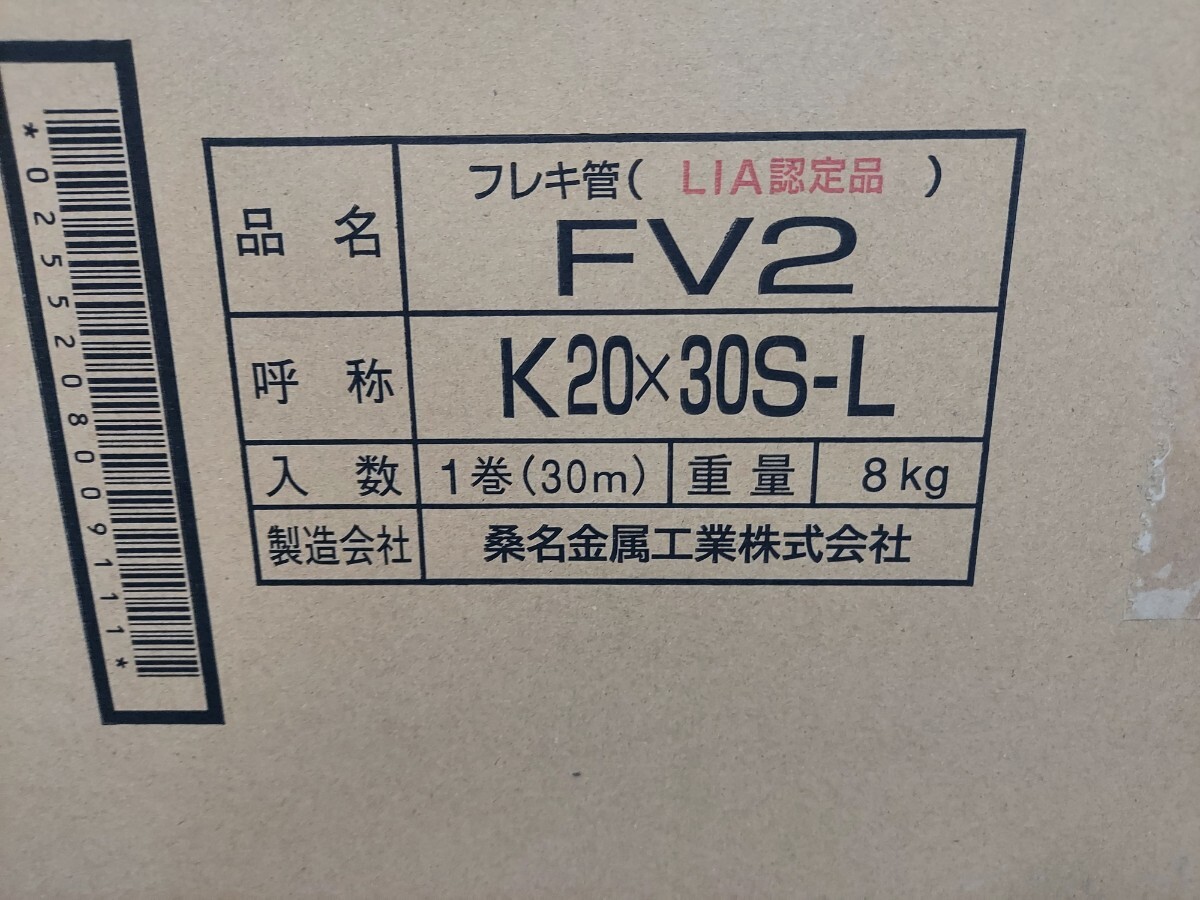 *0255208009111*
品名
フレキ管( LIA認定品 )
FV2
呼称
K20×30S-L
入数
1巻(30m)
重量
8kg
製造会社
桑名金属工業株式会社